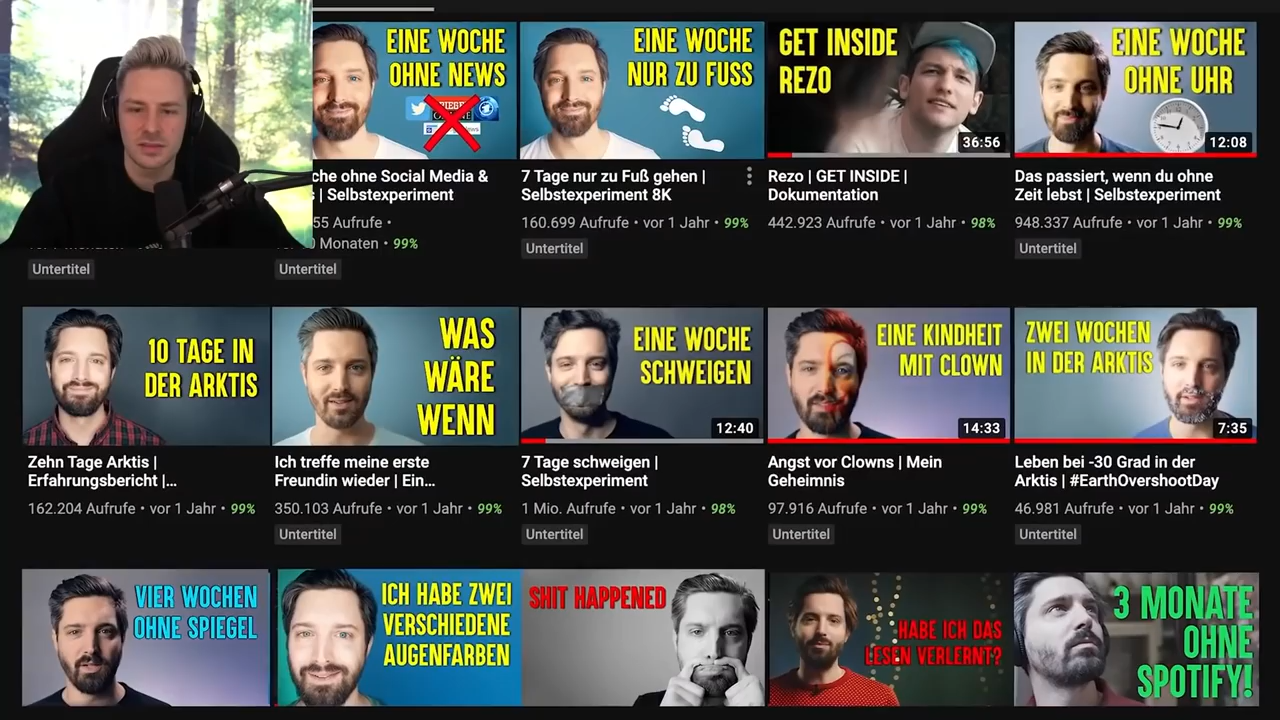 EINE WOCHE
OHNE NEWS
EINE WOCHE
NUR ZU FUSS
GET INSIDE
REZO
36:56
EINE WOCHE
OHNE UHR
12:08
che ohne Social Media &
| Selbstexperiment
55 Aufrufe •
Monaten • 99%
Untertitel
Untertitel
7 Tage nur zu Fuß gehen |
Selbstexperiment 8K
160.699 Aufrufe • vor 1 Jahr • 99%
Untertitel
Rezo | GET INSIDE |
Dokumentation
442.923 Aufrufe • vor 1 Jahr • 98%
Das passiert, wenn du ohne
Zeit lebst | Selbstexperiment
948.337 Aufrufe • vor 1 Jahr • 99%
Untertitel
10 TAGE IN
DER ARKTIS
WAS
WÄRE
WENN
EINE WOCHE
SCHWEIGEN
12:40
EINE KINDHEIT
MIT CLOWN
14:33
ZWEI WOCHEN
IN DER ARKTIS
7:35
Zehn Tage Arktis |
Erfahrungsbericht |...
162.204 Aufrufe • vor 1 Jahr • 99%
Ich treffe meine erste
Freundin wieder | Ein...
350.103 Aufrufe • vor 1 Jahr • 99%
Untertitel
7 Tage schweigen |
Selbstexperiment
1 Mio. Aufrufe • vor 1 Jahr • 98%
Untertitel
Angst vor Clowns | Mein
Geheimnis
97.916 Aufrufe • vor 1 Jahr • 99%
Untertitel
Leben bei -30 Grad in der
Arktis | #EarthOvershootDay
46.981 Aufrufe • vor 1 Jahr • 99%
Untertitel
VIER WOCHEN
OHNE SPIEGEL
ICH HABE ZWEI
VERSCHIEDENE
AUGENFARBEN
SHIT HAPPENED
HABE ICH DAS
LESEN VERLERNT?
3 MONATE
OHNE
SPOTIFY!